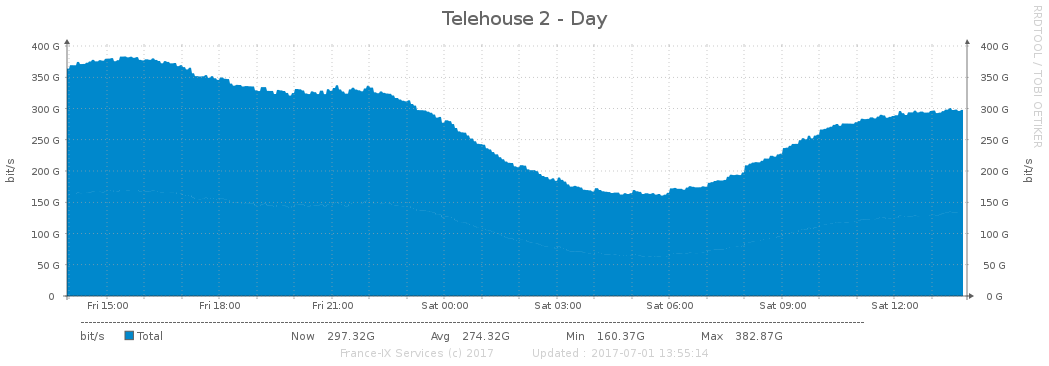 Telehouse 2 - Day
RRDTOOL / TOBI OETIKER
400 G 400 G
350 G 350 G
300 G 300 G
250 G 250 G
200 G 200 G
150 G 150 G
100 G 100 G
50 G 50 G
0 0 G
bit/s bit/s
Fri 15:00 Fri 18:00 Fri 21:00 Sat 00:00 Sat 03:00 Sat 06:00 Sat 09:00 Sat 12:00
bit/s Total Now 297.32G Avg 274.32G Min 160.37G Max 382.87G
France-IX Services (c) 2017 Updated : 2017-07-01 13:55:14